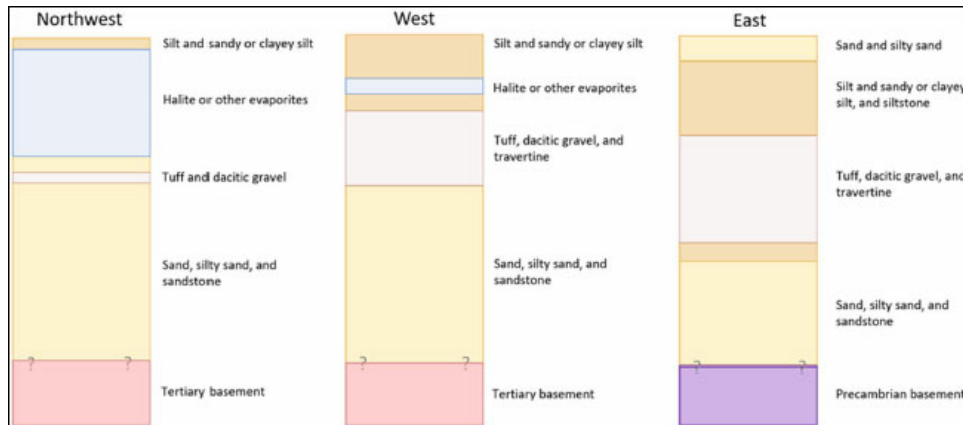 Northwest
Silt and sandy or clayey silt
Halite or other evaporites
Tuff and dacitic gravel
Sand, sillty sand, and
sandstone
? ?
Tertiary basement
West
Silt and sandy or clayey silt
Halite or other evaporites
Tuff, dacitic gravel, and
travertine
Sand, silty sand, and
sandstone
? ?
Tertiary basement
East
Sand and silty sand
Silt and sandy or clayey
silt, and siltstone
Tuff, dacitic gravel, and
travertine
Sand, silty sand, and
sandstone
? ?
Precambrian basement